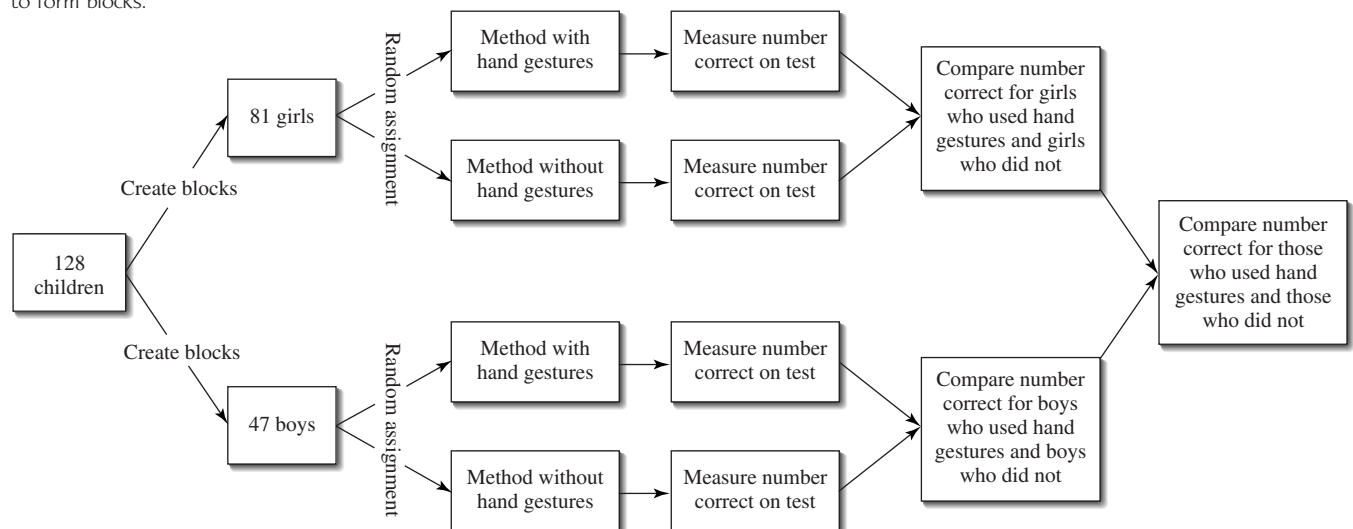 to form blocks.
128
children
Create blocks
81 girls
Random assignment
Method with
hand gestures
Measure number
correct on test
Method without
hand gestures
Measure number
correct on test
Compare number
correct for girls
who used hand
gestures and girls
who did not
Create blocks
47 boys
Random assignment
Method with
hand gestures
Measure number
correct on test
Method without
hand gestures
Measure number
correct on test
Compare number
correct for boys
who used hand
gestures and boys
who did not
Compare number
correct for those
who used hand
gestures and those
who did not